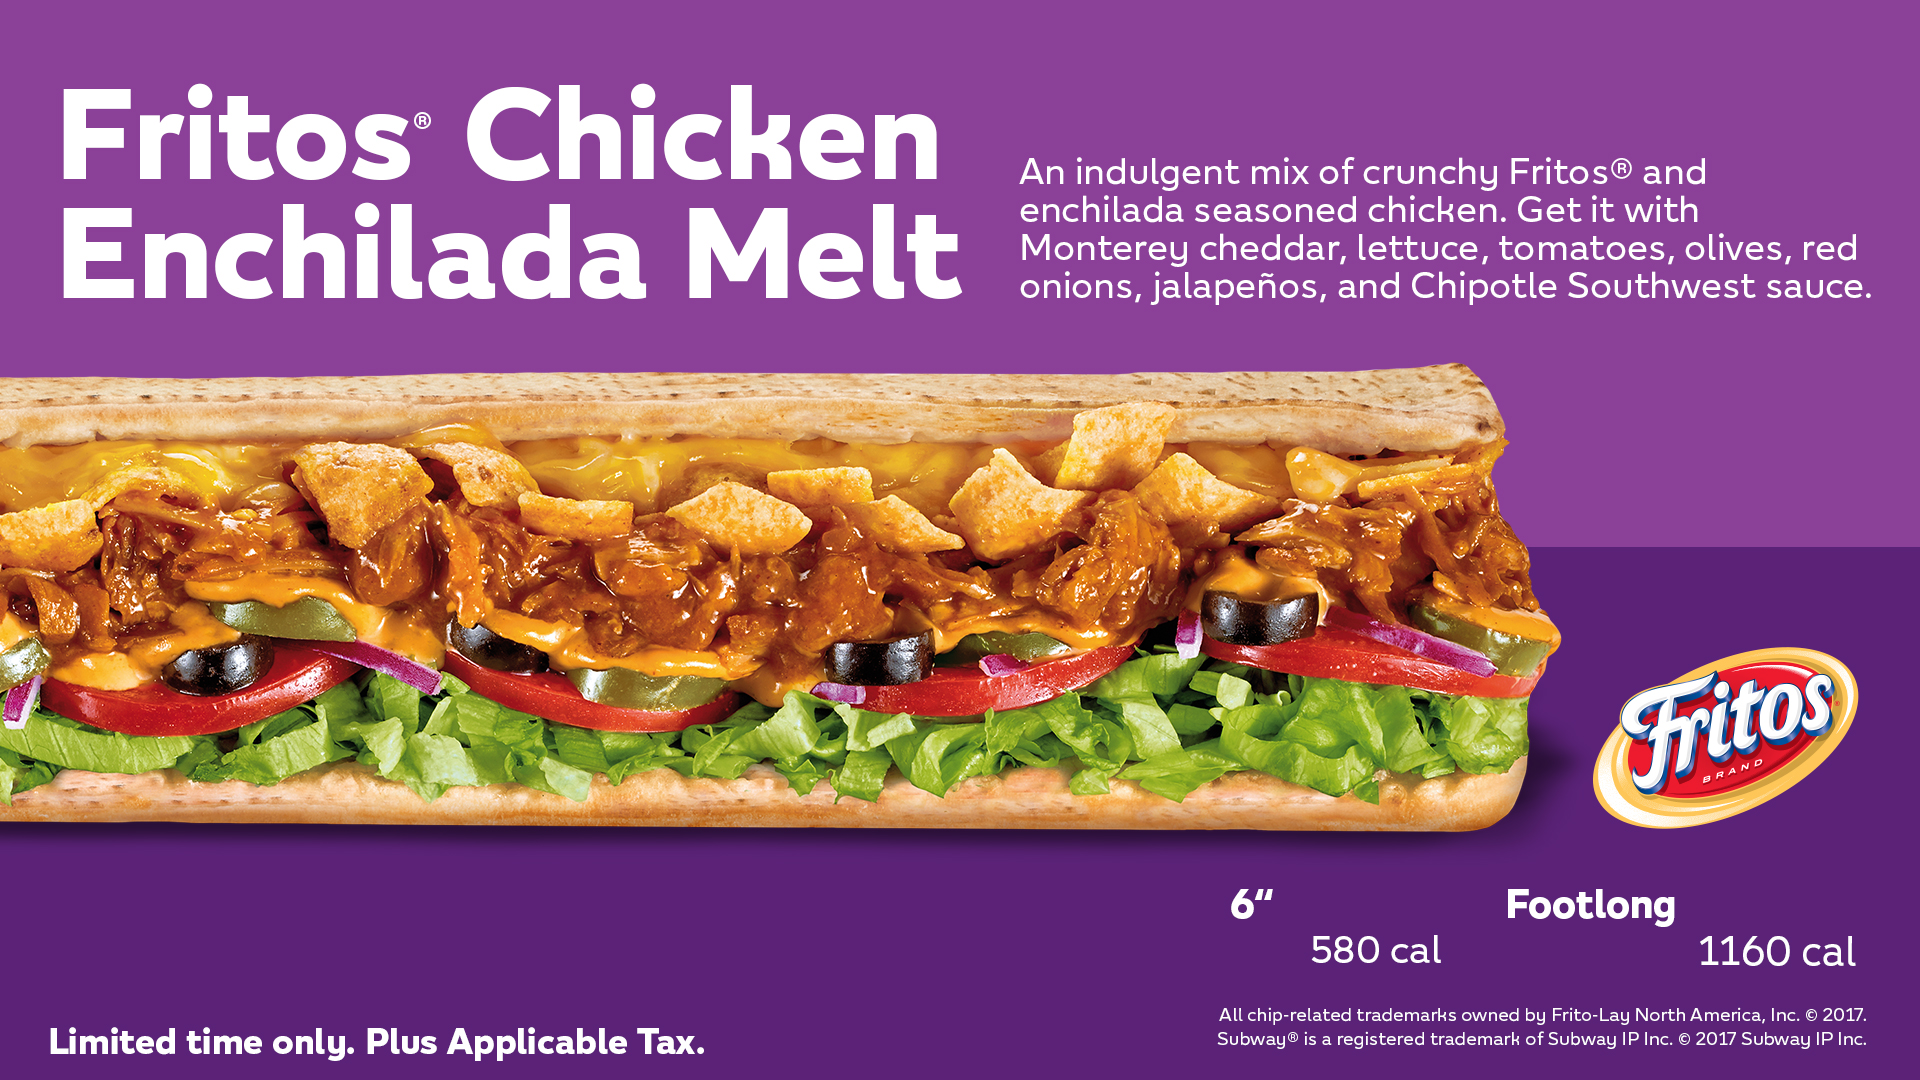 Fritos® Chicken
Enchilada Melt
An indulgent mix of crunchy Fritos® and
enchilada seasoned chicken. Get it with
Monterey cheddar, lettuce, tomatoes, olives, red
onions, jalapeños, and Chipotle Southwest sauce.
Fritos
BRAND
6“
580 cal
Footlong
1160 cal
Limited time only. Plus Applicable Tax.
All chip-related trademarks owned by Frito-Lay North America, Inc. © 2017.
Subway® is a registered trademark of Subway IP Inc. © 2017 Subway IP Inc.